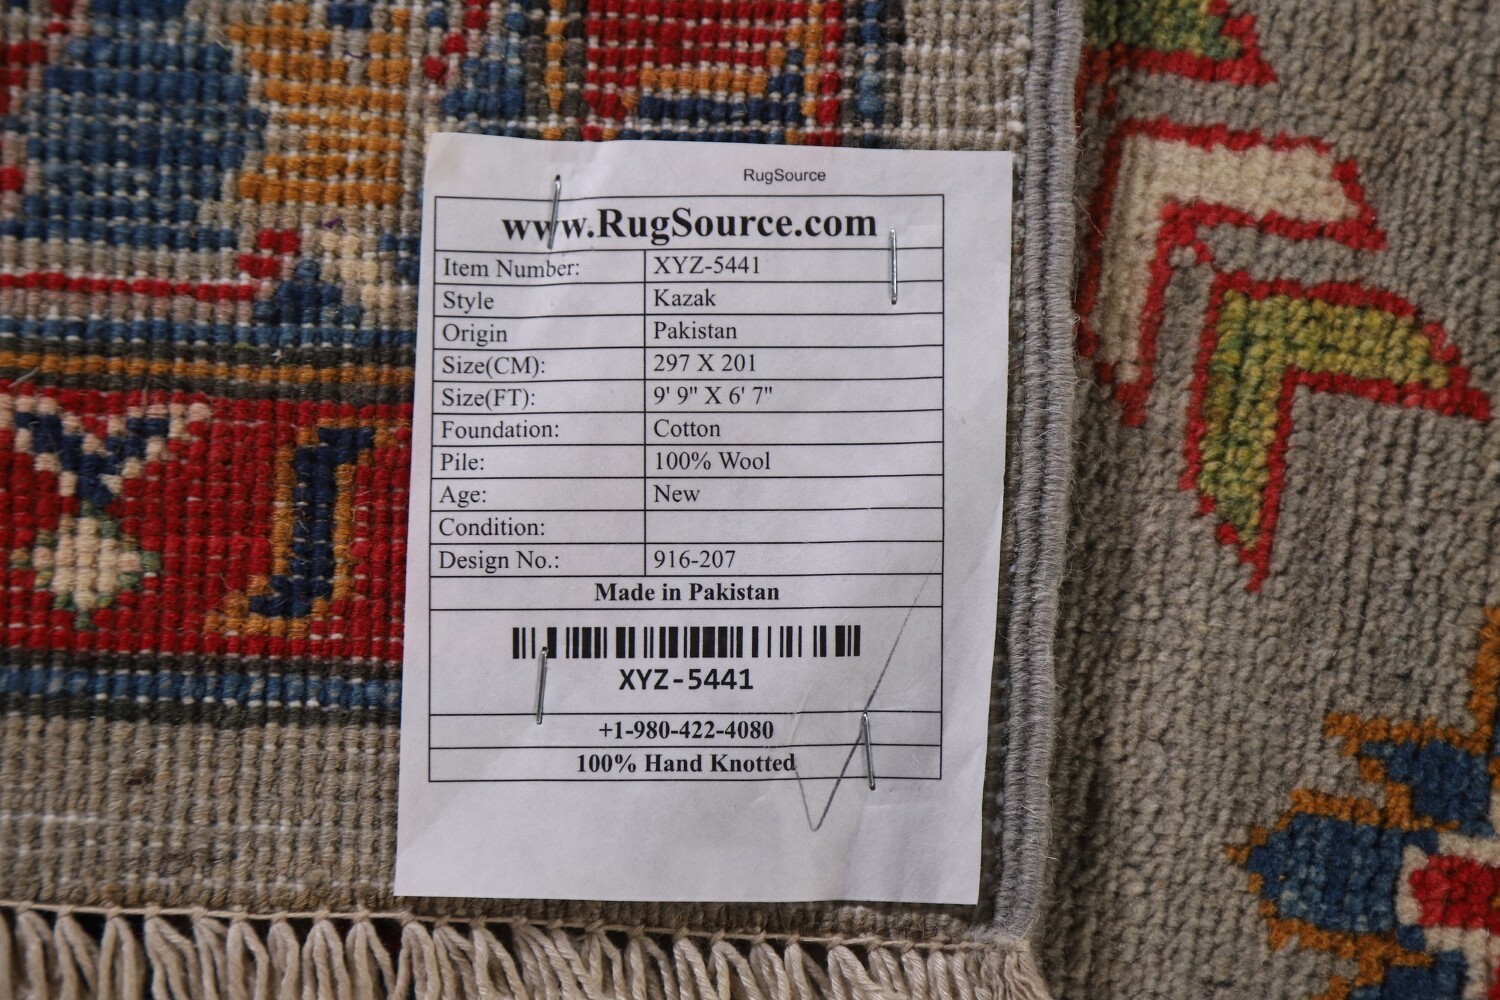 RugSource
www.RugSource.com
Item Number: XYZ-5441
Style Kazak
Origin Pakistan
Size(CM): 297 X 201
Size(FT): 9' 9" X 6' 7"
Foundation: Cotton
Pile: 100% Wool
Age: New
Condition:
Design No.: 916-207
Made in Pakistan
XYZ-5441
+1-980-422-4080
100% Hand Knotted